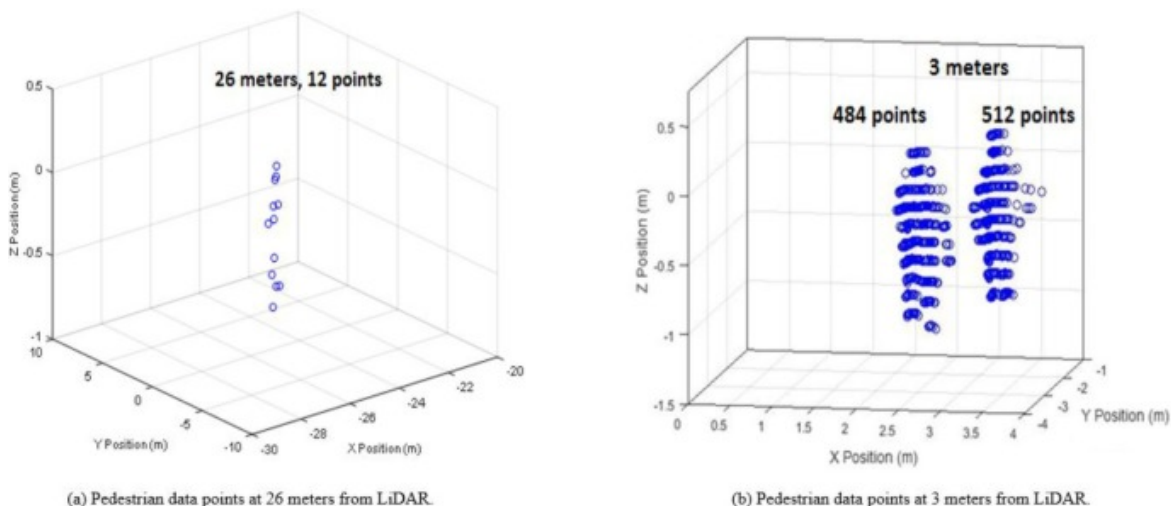 26 meters, 12 points
0.5
0
-0.5
-1
Z Position (m)
10
5
0
-5
-10
Y Position (m)
-30
-28
-26
-24
-22
-20
X Position (m)
(a) Pedestrian data points at 26 meters from LiDAR.
3 meters
484 points
512 points
0.5
0
-0.5
-1
-1.5
Z Position (m)
0
0.5
1
1.5
2
2.5
3
3.5
4
X Position (m)
-4
-3
-2
-1
Y Position (m)
(b) Pedestrian data points at 3 meters from LiDAR.